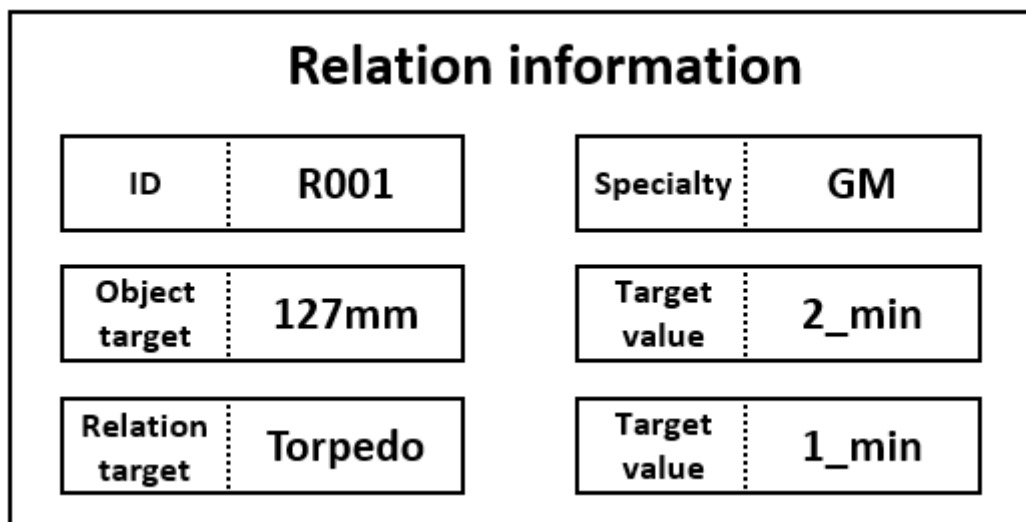 Relation information
ID R001 Specialty GM
Object target 127mm Target value 2_min
Relation target Torpedo Target value 1_min